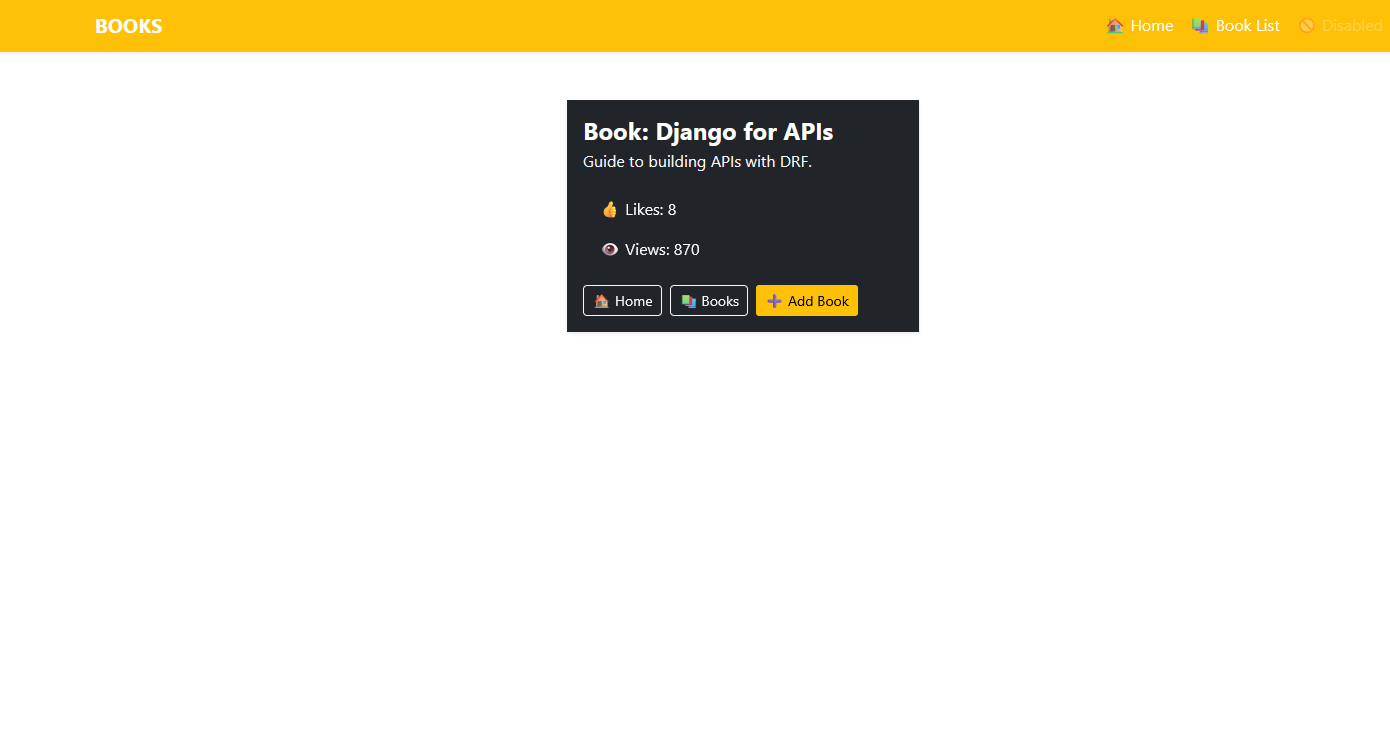 BOOKS
🏠 Home 📚 Book List 🚫 Disabled
Book: Django for APIs
Guide to building APIs with DRF.
👍 Likes: 8
👁️ Views: 870
🏠 Home 📚 Books ➕ Add Book